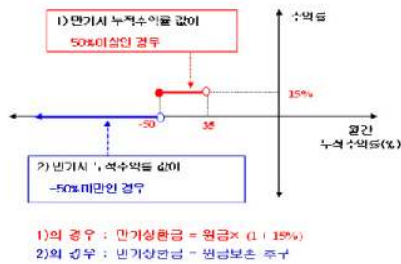 1) 만기시 누적수익률 값이
50%이상인 경우
수익률
15%
-50
35
월간
누적수익률(%)
2) 만기시 누적수익률 값이
-50%미만인 경우
1)의 경우 : 만기상환금 = 원금× (1+15%)
2)의 경우 : 만기상환금 = 원금보존 추구